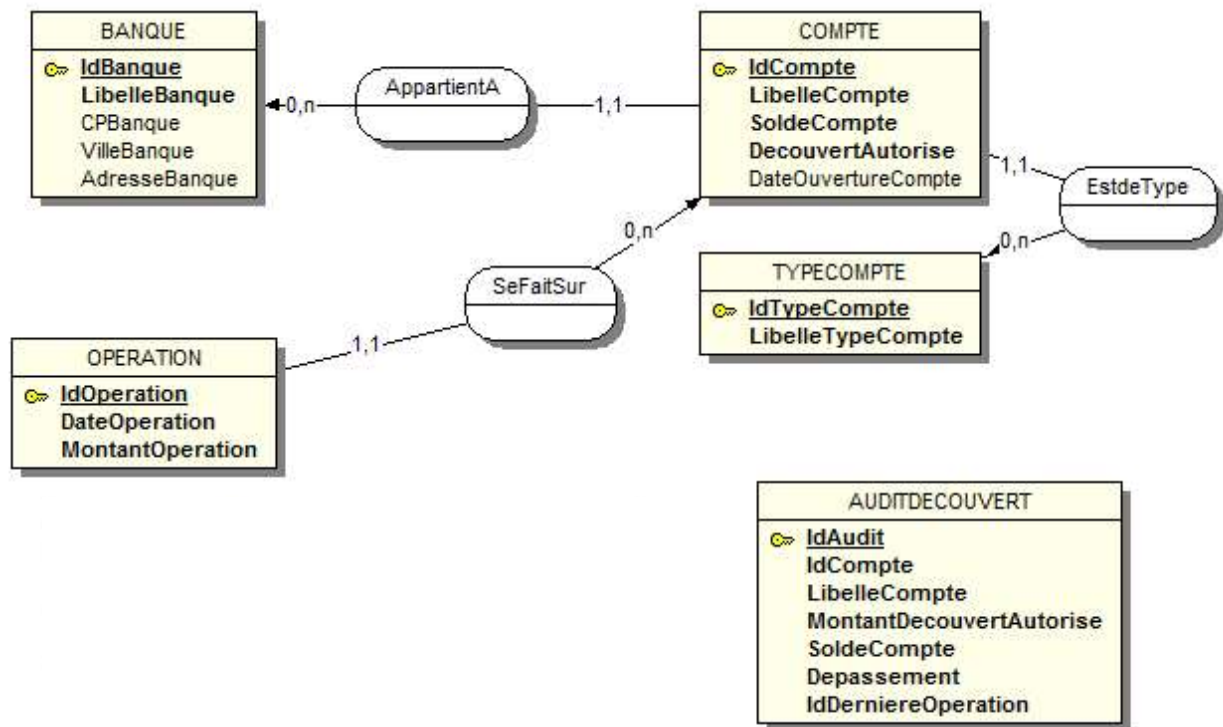 BANQUE
IdBanque
LibelleBanque
CPBanque
VilleBanque
AdresseBanque
0,n
AppartientA
1,1
COMPTE
IdCompte
LibelleCompte
SoldeCompte
DecouvertAutorise
DateOuvertureCompte
1,1
EstdeType
0,n
TYPECOMPTE
IdTypeCompte
LibelleTypeCompte
0,n
SeFaitSur
1,1
OPERATION
IdOperation
DateOperation
MontantOperation
AUDITDECOUVERT
IdAudit
IdCompte
LibelleCompte
MontantDecouvertAutorise
SoldeCompte
Depassement
IdDerniereOperation